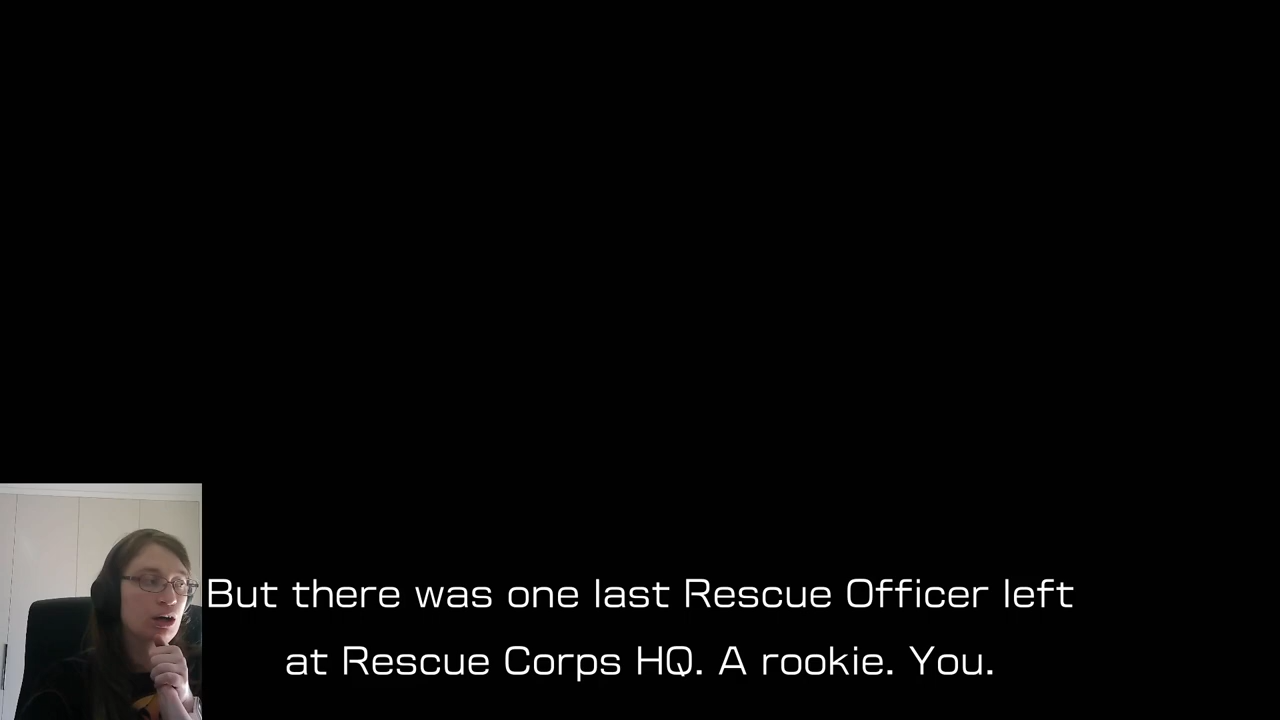 But there was one last Rescue Officer left
at Rescue Corps HQ. A rookie. You.